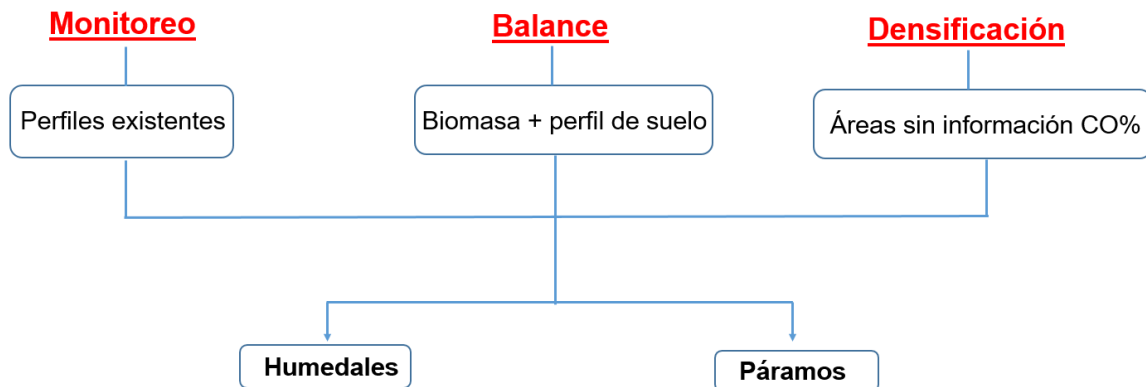 Monitoreo
Balance
Densificación
Perfiles existentes
Biomasa + perfil de suelo
Áreas sin información CO%
Humedales
Páramos